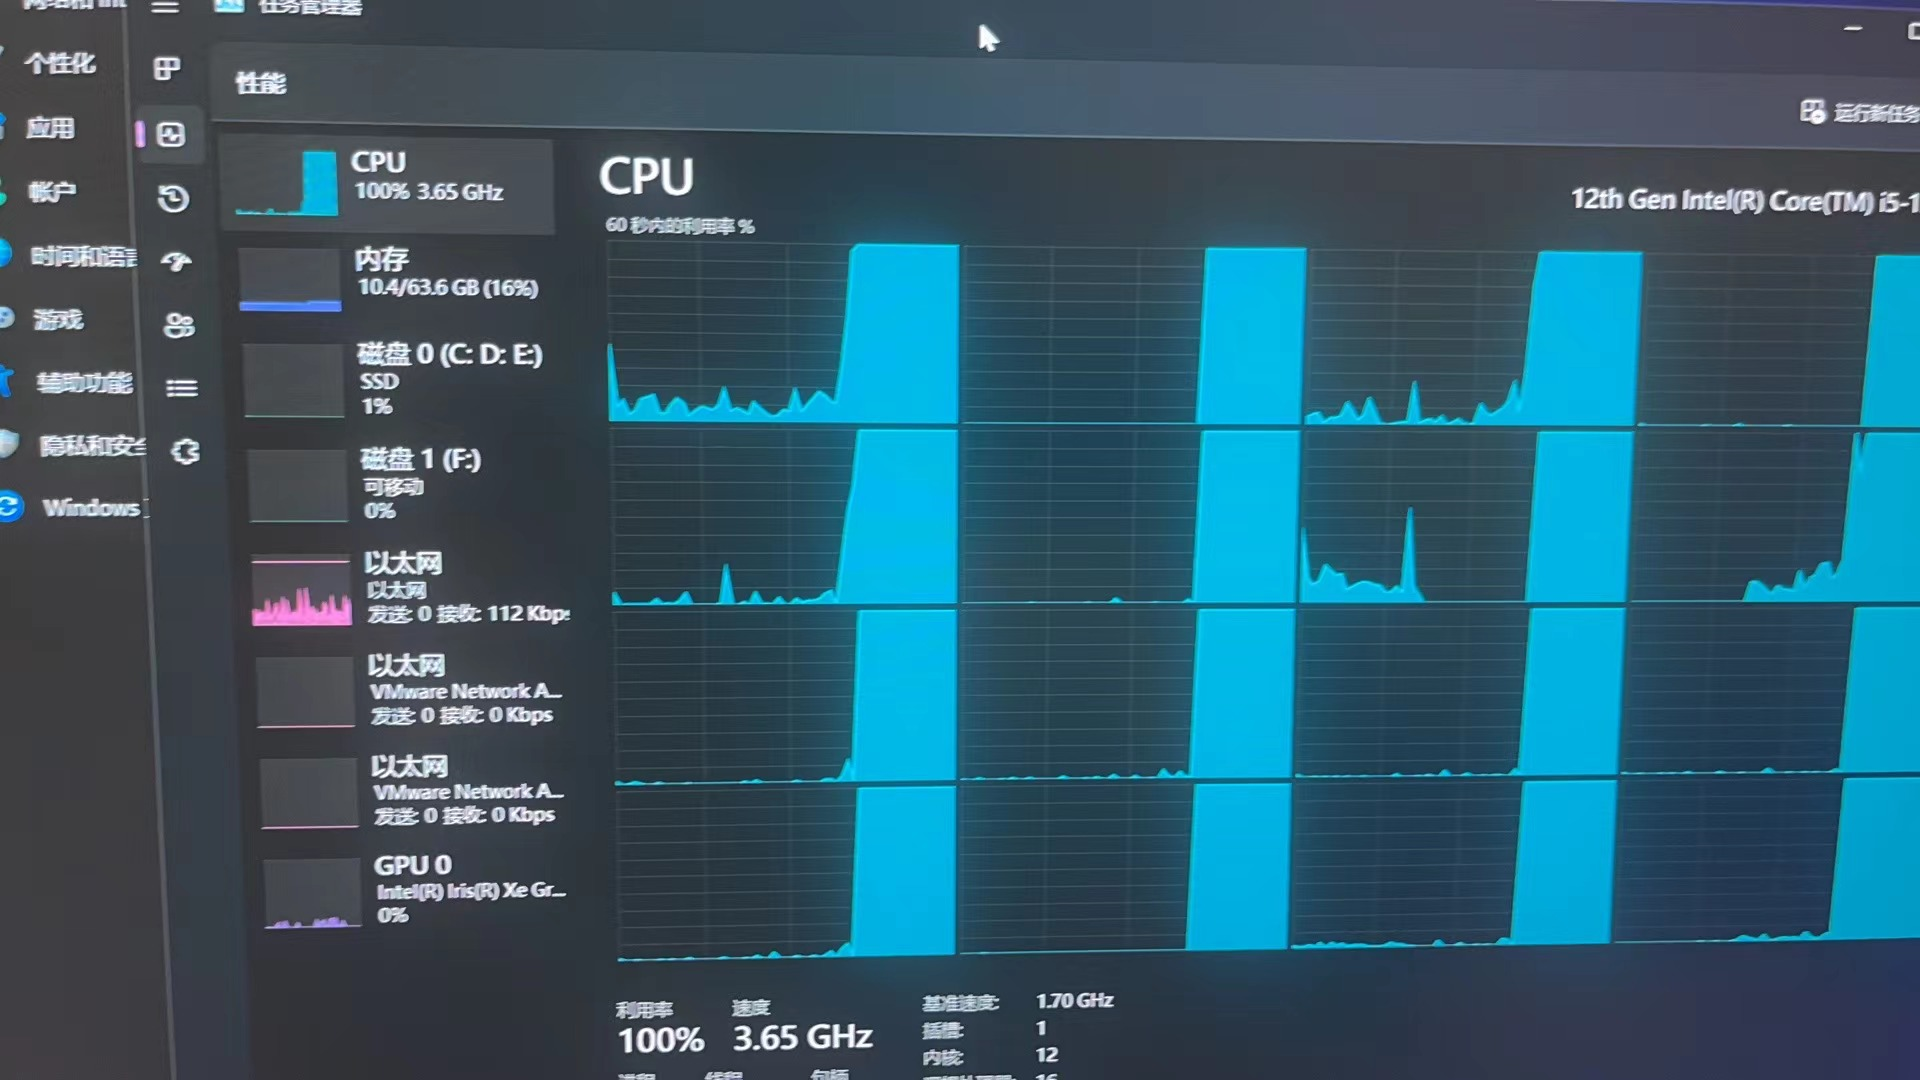 任务管理器
个性化
应用
帐户
时间和语言
游戏
辅助功能
隐私和安全
Windows
性能
运行新任务
CPU
100% 3.65 GHz
内存
10.4/63.6 GB (16%)
磁盘 0 (C: D: E:)
SSD
1%
磁盘 1 (F:)
可移动
0%
以太网
以太网
发送: 0 接收: 112 Kbps
以太网
VMware Network A...
发送: 0 接收: 0 Kbps
以太网
VMware Network A...
发送: 0 接收: 0 Kbps
GPU 0
Intel(R) Iris(R) Xe Gr...
0%
CPU
12th Gen Intel(R) Core(TM) i5-1
60 秒内的利用率 %
利用率
100%
速度
3.65 GHz
基准速度: 1.70 GHz
插槽: 1
内核: 12
16
进程 线程 句柄